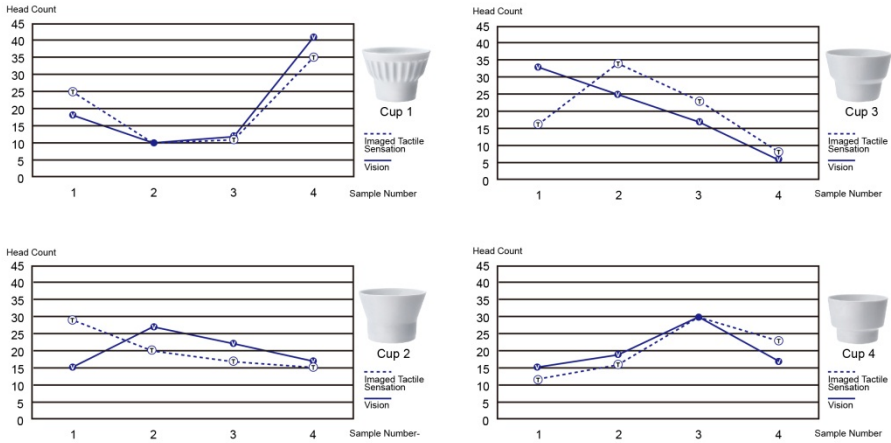 Head Count
45
40
35
30
25
20
15
10
5
0
T
V
T
V
T
V
1
2
3
4
Sample Number
Cup 1
Imaged Tactile
Sensation
Vision
Head Count
45
40
35
30
25
20
15
10
5
0
V
T
T
V
T
V
T
V
1
2
3
4
Sample Number
Cup 3
Imaged Tactile
Sensation
Vision
Head Count
45
40
35
30
25
20
15
10
5
0
T
V
V
T
V
T
V
T
1
2
3
4
Sample Number-
Cup 2
Imaged Tactile
Sensation
Vision
Head Count
45
40
35
30
25
20
15
10
5
0
V
T
V
T
T
V
1
2
3
4
Sample Number
Cup 4
Imaged Tactile
Sensation
Vision